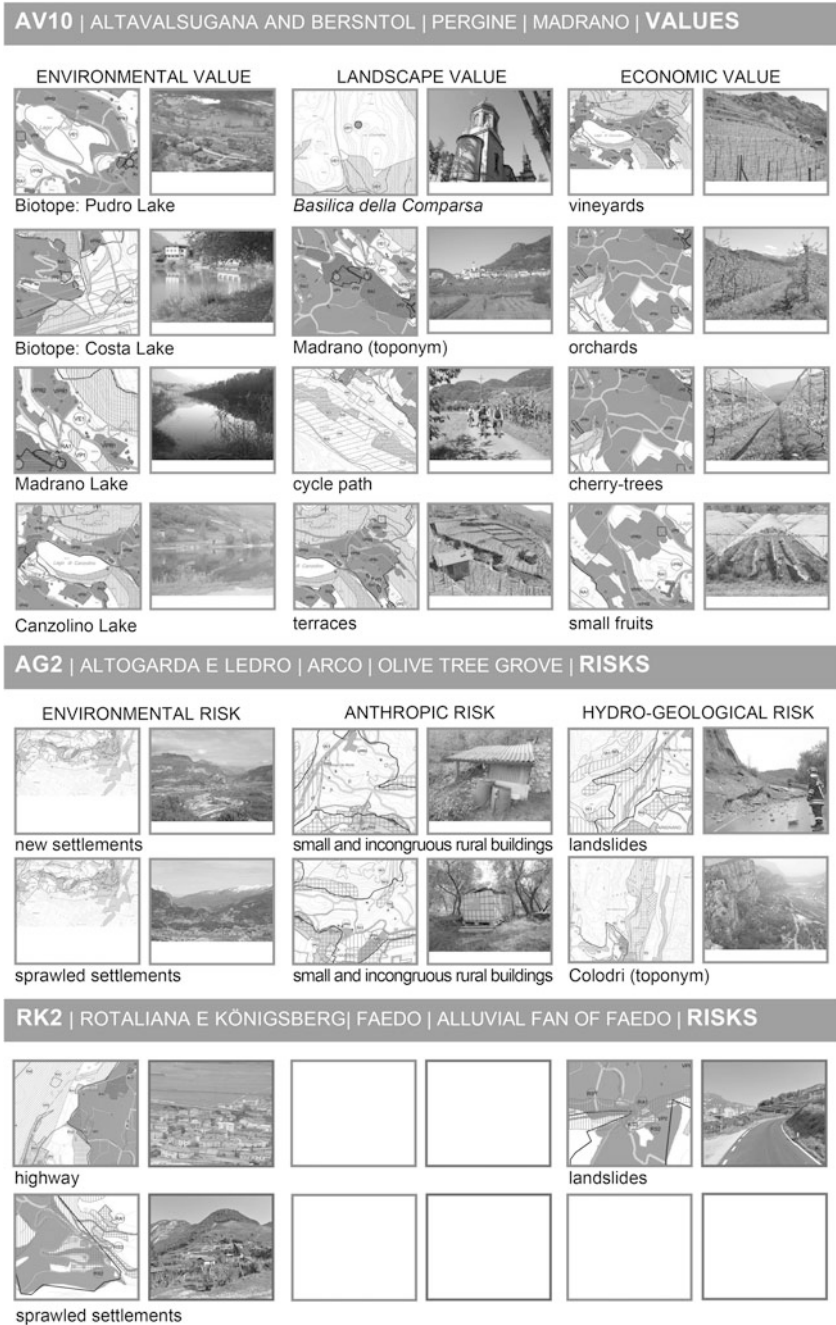 AV10 | ALTAVALSUGANA AND BERSNTOL | PERGINE | MADRANO | VALUES
ENVIRONMENTAL VALUE LANDSCAPE VALUE ECONOMIC VALUE
Biotope: Pudro Lake Basilica della Comparsa vineyards
Biotope: Costa Lake Madrano (toponym) orchards
Madrano Lake cycle path cherry-trees
Canzolino Lake terraces small fruits
AG2 | ALTOGARDA E LEDRO | ARCO | OLIVE TREE GROVE | RISKS
ENVIRONMENTAL RISK ANTHROPIC RISK HYDRO-GEOLOGICAL RISK
new settlements small and incongruous rural buildings landslides
sprawled settlements small and incongruous rural buildings Colodri (toponym)
RK2 | ROTALIANA E KÖNIGSBERG| FAEDO | ALLUVIAL FAN OF FAEDO | RISKS
highway landslides
sprawled settlements